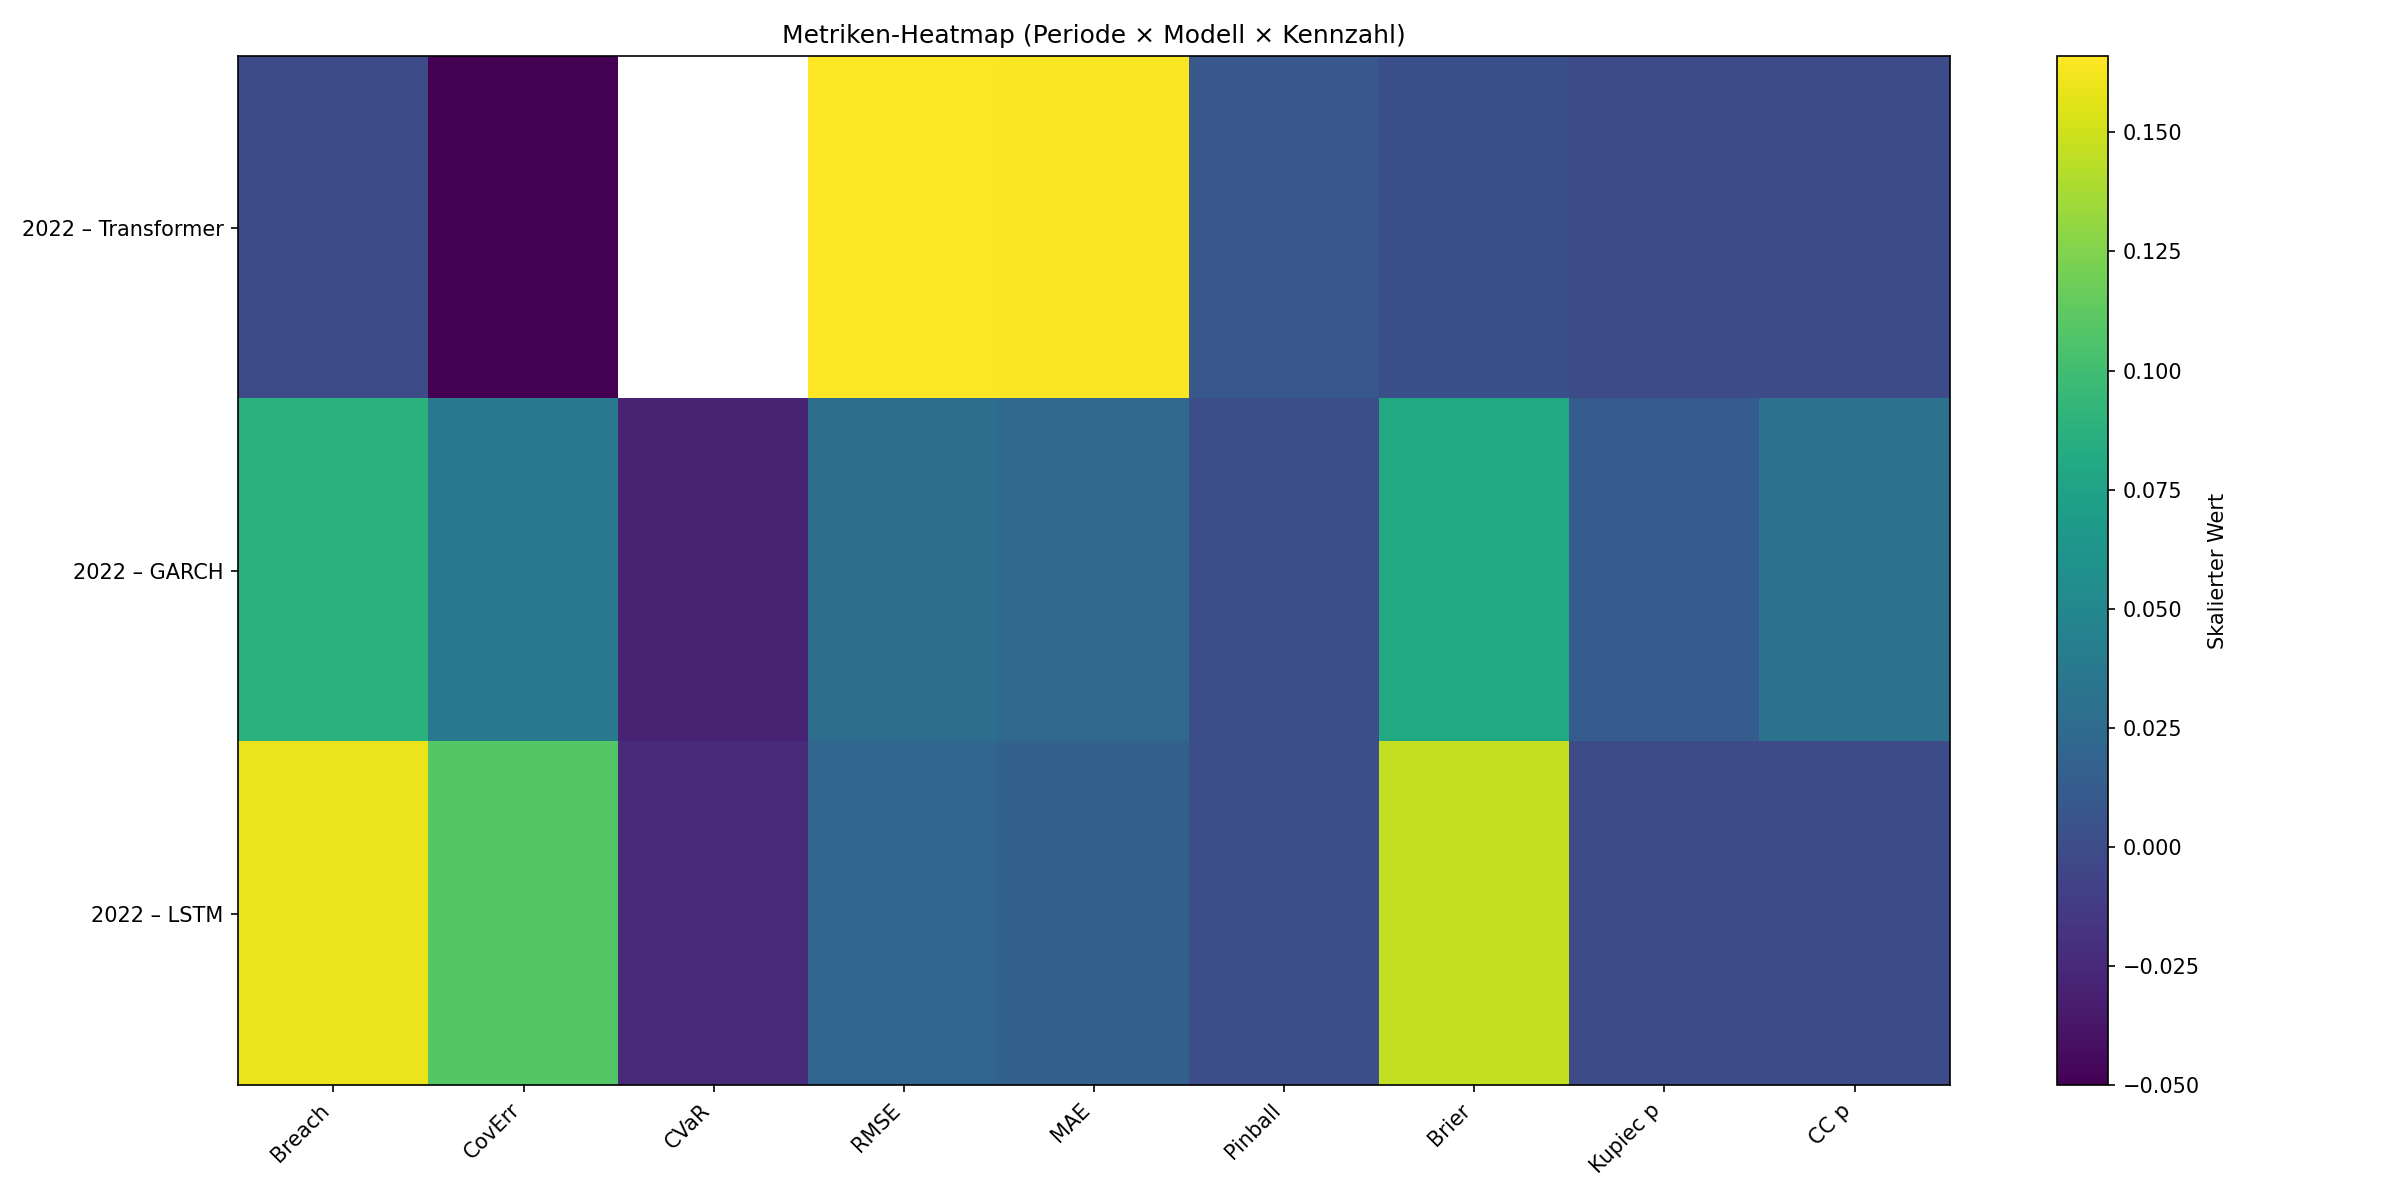 Metriken-Heatmap (Periode × Modell × Kennzahl)
2022 – Transformer
2022 – GARCH
2022 – LSTM
Breach
CovErr
CVaR
RMSE
MAE
Pinball
Brier
Kupiec p
CC p
0.150
0.125
0.100
0.075
0.050
0.025
0.000
−0.025
−0.050
Skalierter Wert